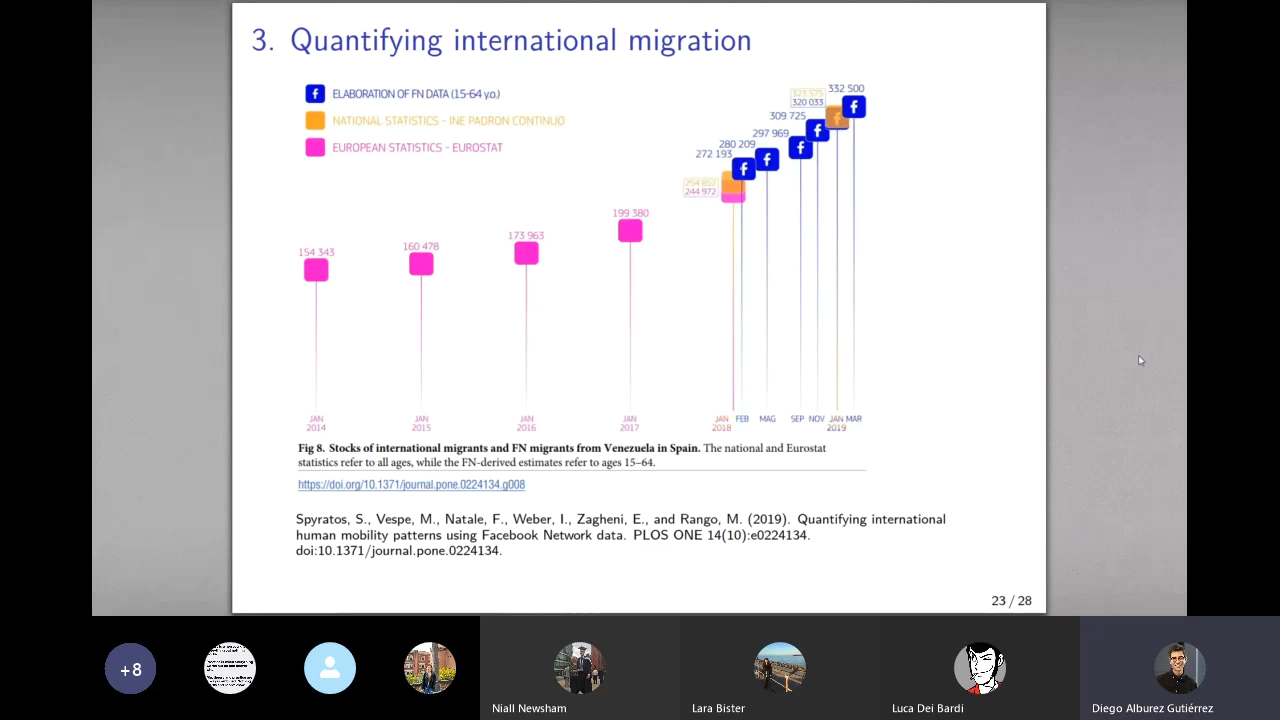 3. Quantifying international migration
ELABORATION OF FN DATA (15-64 y.o.)
NATIONAL STATISTICS - INE PADRON CONTINUO
EUROPEAN STATISTICS - EUROSTAT
154 343
160 478
173 963
199 380
254 852
244 972
272 193
280 209
297 969
309 725
323 575
320 033
332 500
JAN 2014
JAN 2015
JAN 2016
JAN 2017
JAN 2018
FEB
MAG
SEP
NOV
JAN 2019
MAR
Fig 8. Stocks of international migrants and FN migrants from Venezuela in Spain. The national and Eurostat
statistics refer to all ages, while the FN-derived estimates refer to ages 15–64.
https://doi.org/10.1371/journal.pone.0224134.g008
Spyratos, S., Vespe, M., Natale, F., Weber, I., Zagheni, E., and Rango, M. (2019). Quantifying international
human mobility patterns using Facebook Network data. PLOS ONE 14(10):e0224134.
doi:10.1371/journal.pone.0224134.
23 / 28
+8
Niall Newsham
Lara Bister
Luca Dei Bardi
Diego Alburez Gutiérrez